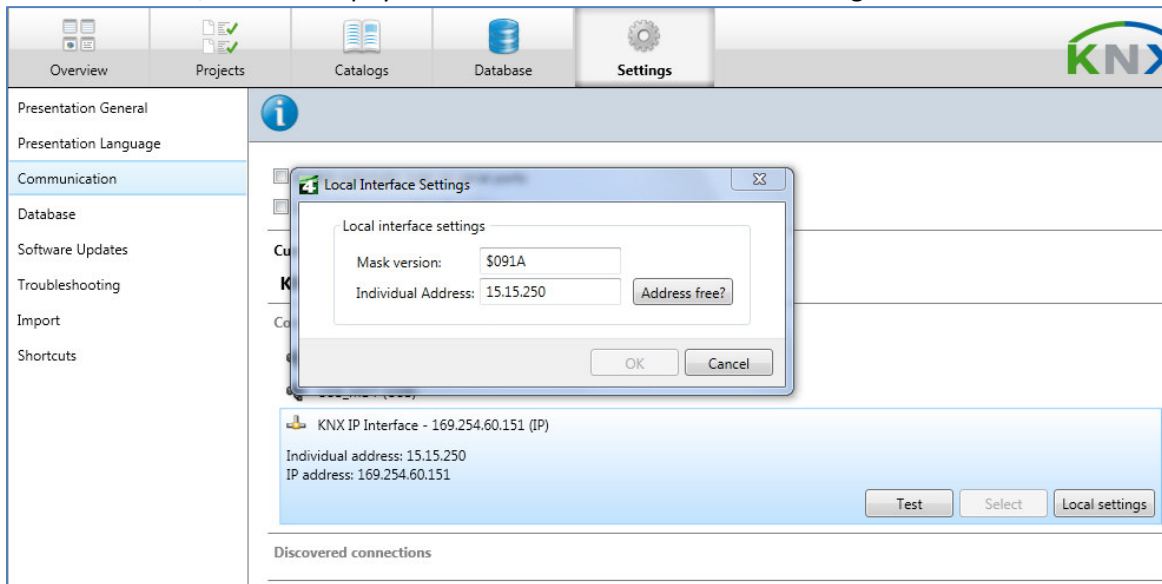 Overview Projects Catalogs Database Settings
KNX
Presentation General
Presentation Language
Communication
Database
Software Updates
Troubleshooting
Import
Shortcuts
Local Interface Settings
Local interface settings
Mask version: $091A
Individual Address: 15.15.250 Address free?
OK Cancel
KNX IP Interface - 169.254.60.151 (IP)
Individual address: 15.15.250
IP address: 169.254.60.151
Test Select Local settings
Discovered connections